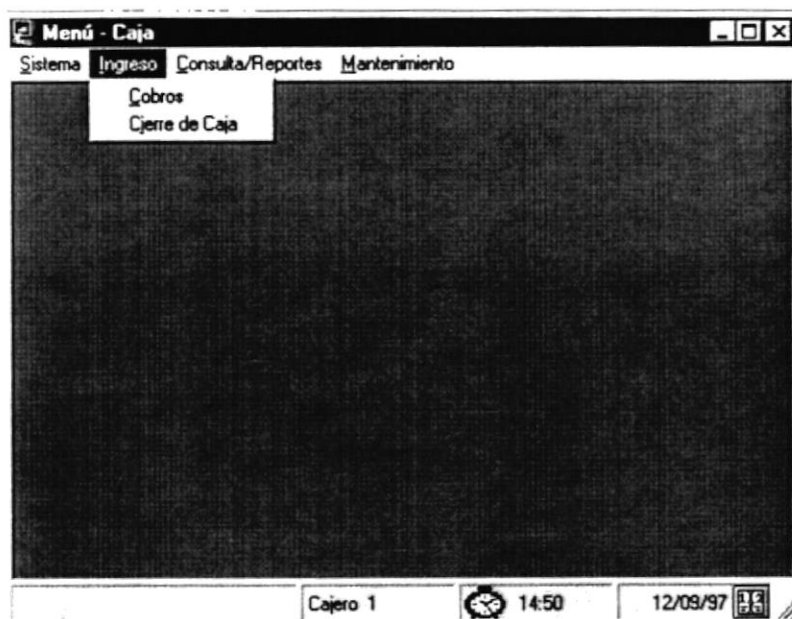 Menú - Caja
Sistema Ingreso Consulta/Reportes Mantenimiento
Cobros
Cierre de Caja
Cajero 1 14:50 12/09/97